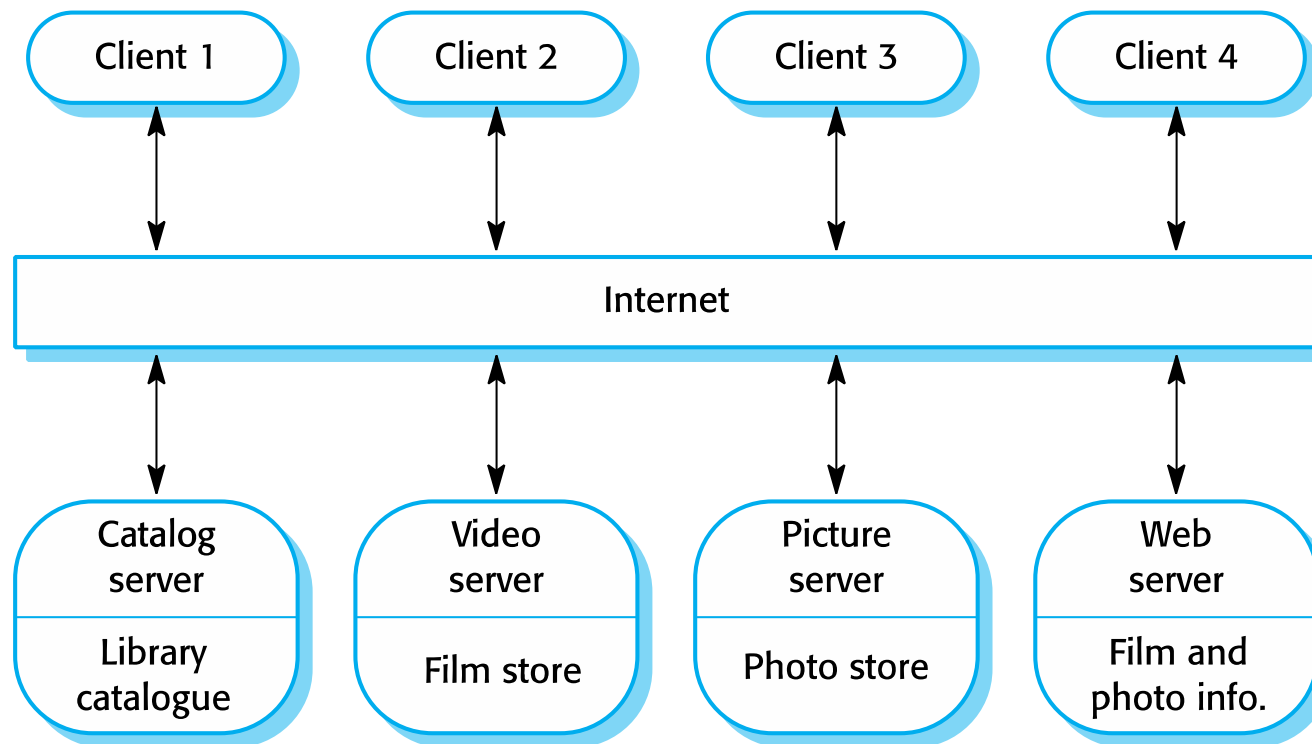 Client 1
Client 2
Client 3
Client 4
Internet
Catalog
server
Library
catalogue
Video
server
Film store
Picture
server
Photo store
Web
server
Film and
photo info.